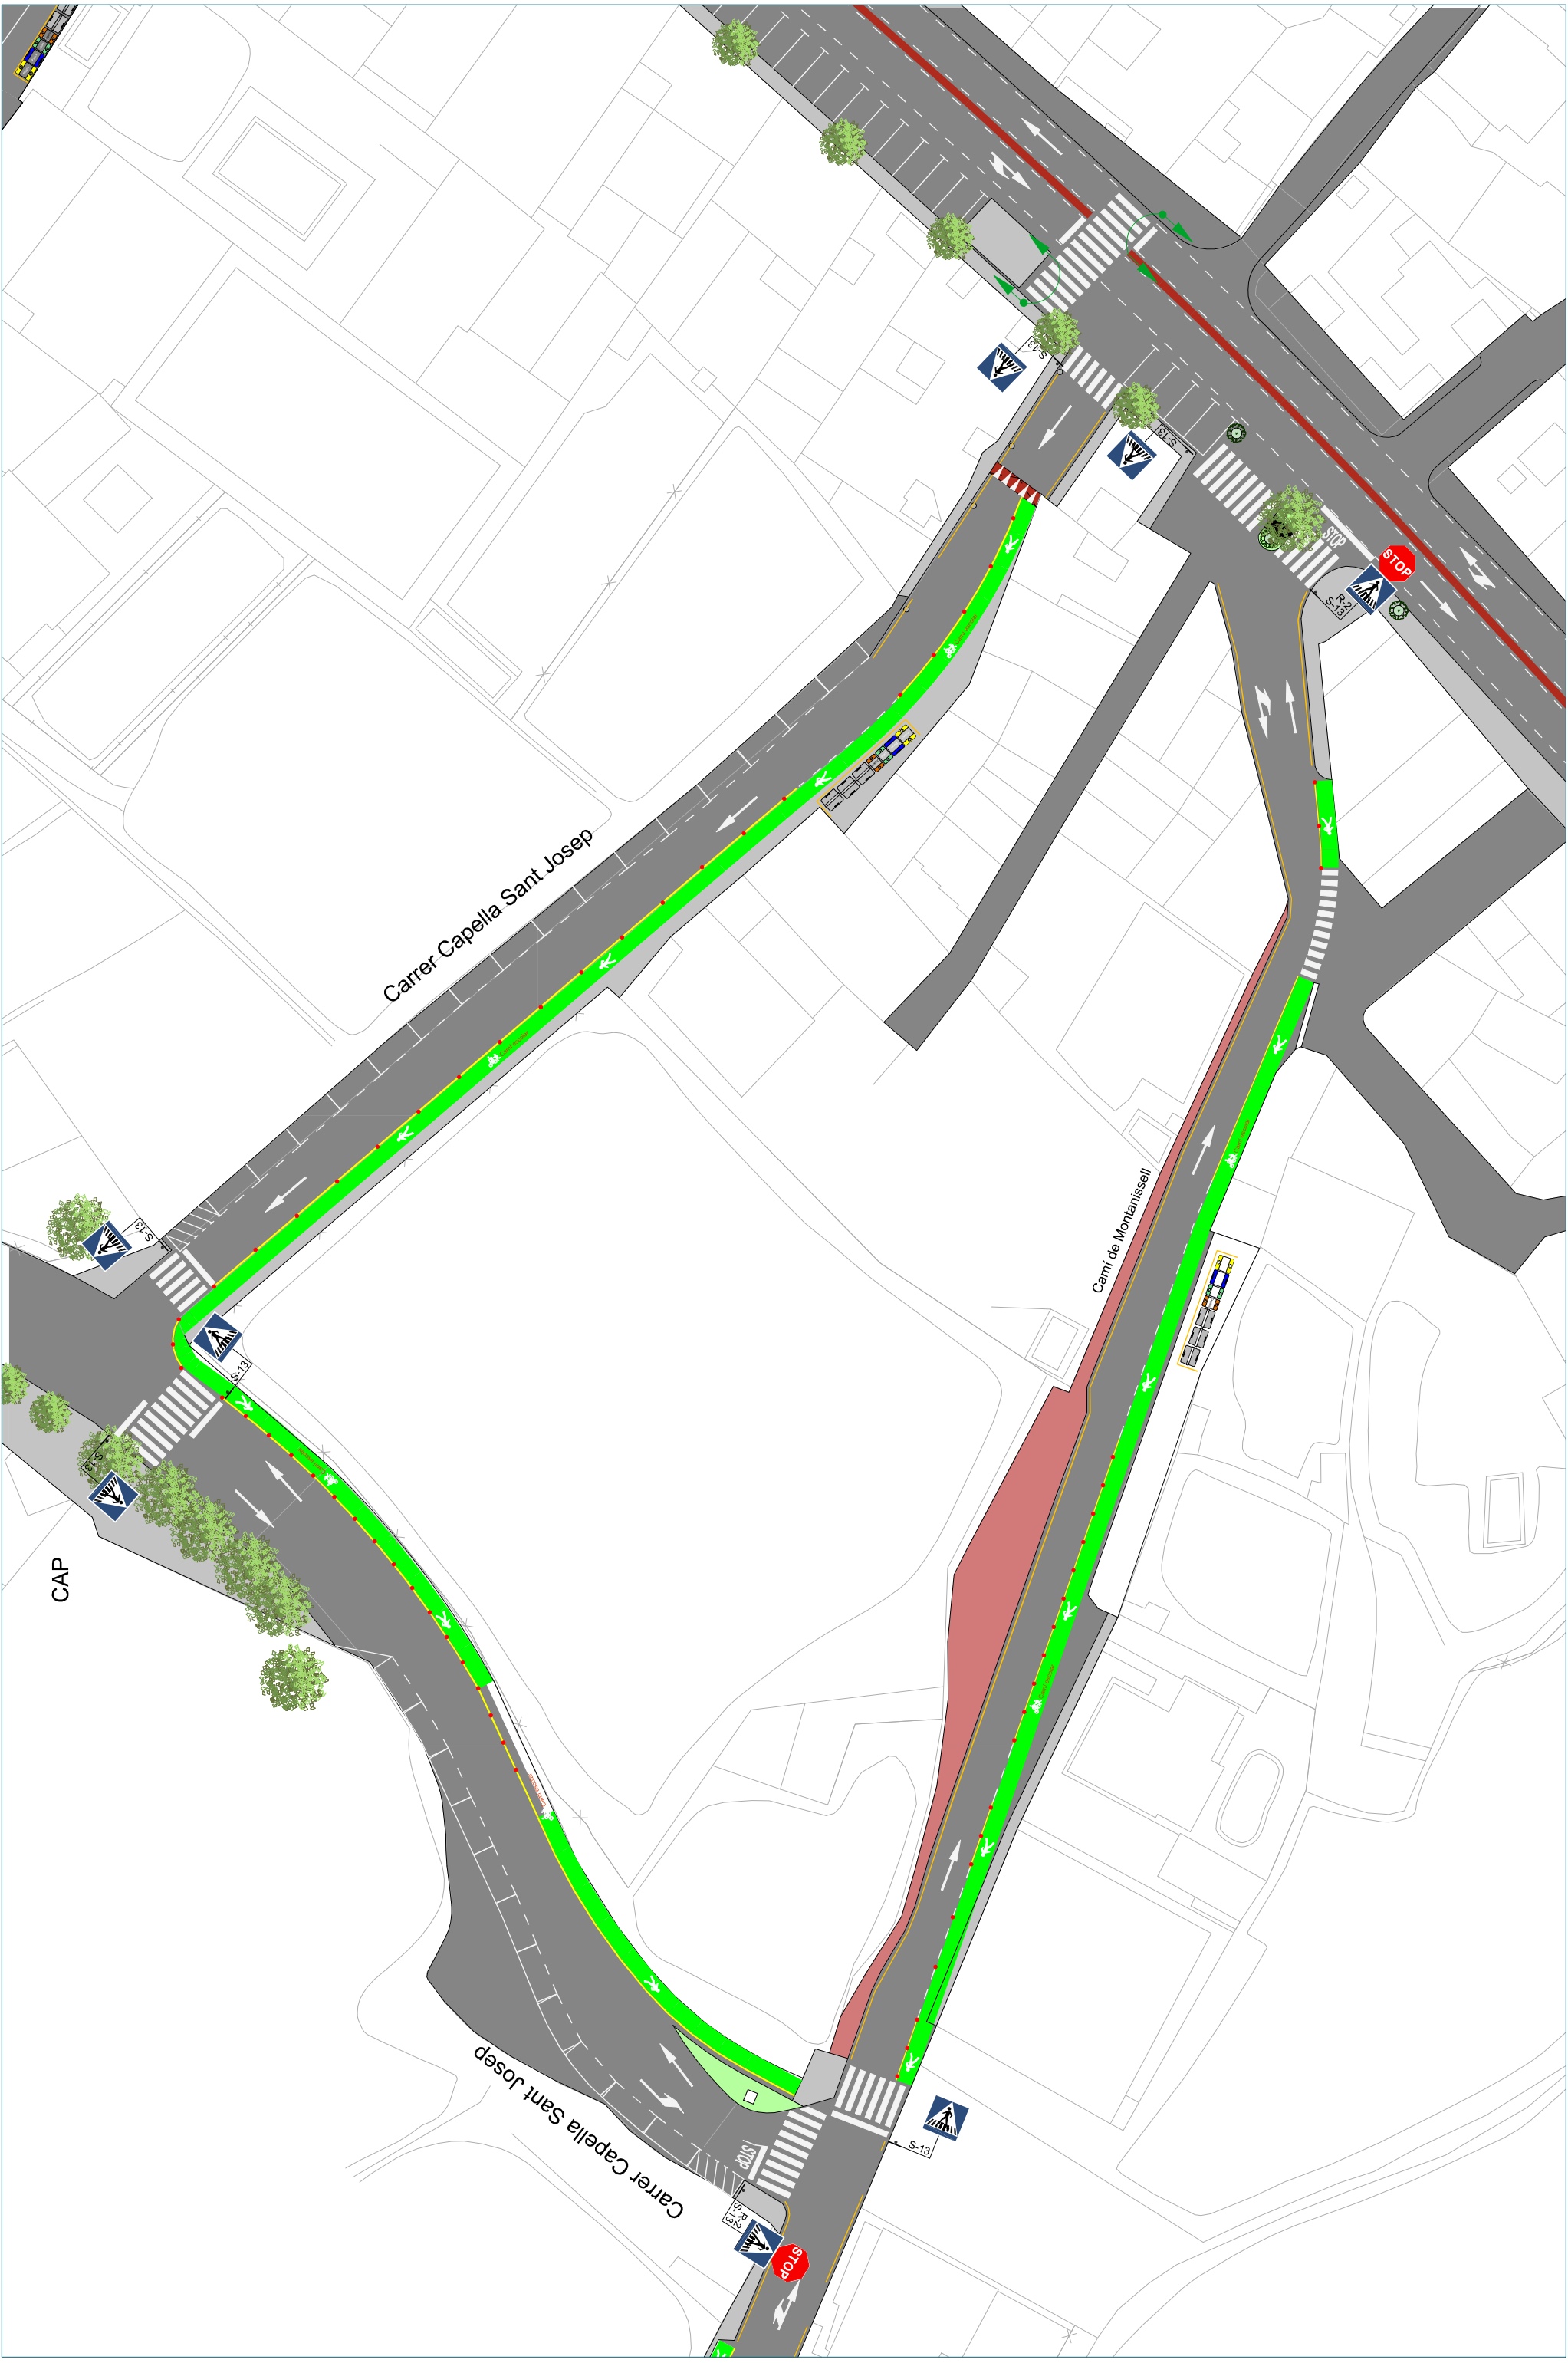 S-13
S-13
STOP
STOP
R-2
S-13
Carrer Capella Sant Josep
Camí de Montanissell
S-13
S-13
S-13
CAP
Carrer Capella Sant Josep
STOP
S-13
R-2
S-13
STOP